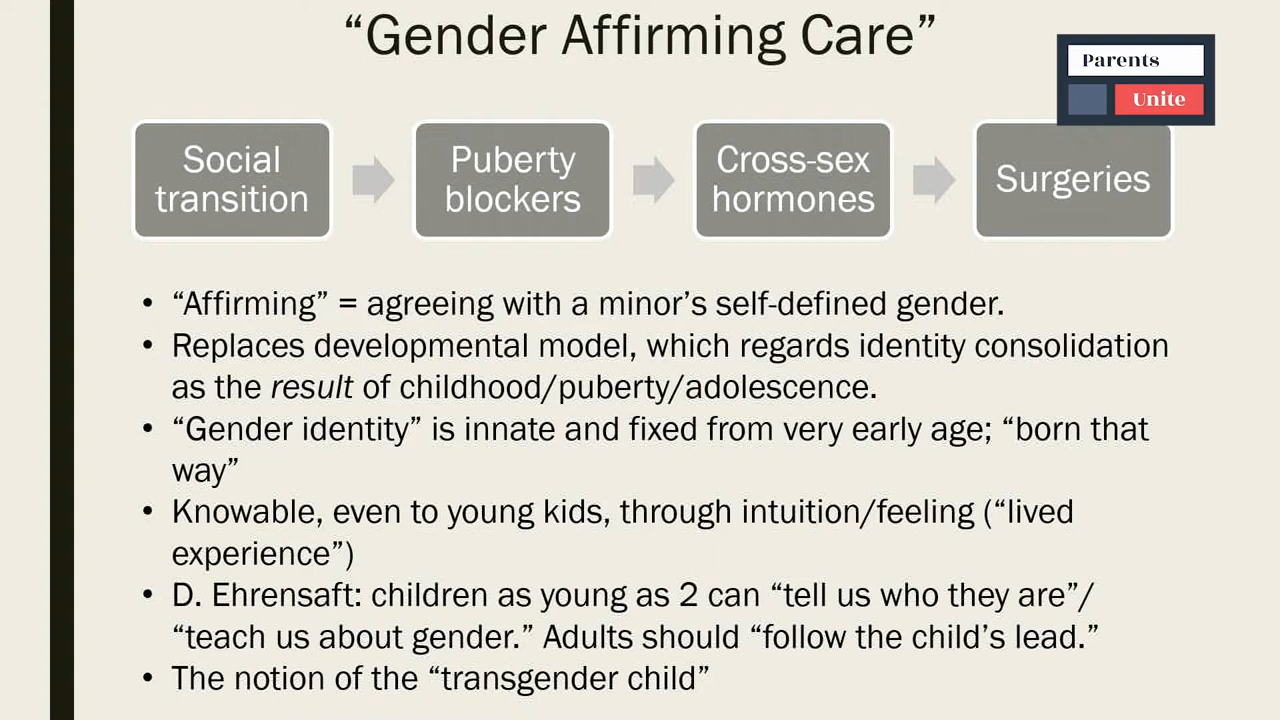 “Gender Affirming Care”
Parents
Unite
Social
transition
Puberty
blockers
Cross-sex
hormones
Surgeries
• “Affirming” = agreeing with a minor’s self-defined gender.
• Replaces developmental model, which regards identity consolidation
as the result of childhood/puberty/adolescence.
• “Gender identity” is innate and fixed from very early age; “born that
way”
• Knowable, even to young kids, through intuition/feeling (“lived
experience”)
• D. Ehrensaft: children as young as 2 can “tell us who they are”/
“teach us about gender.” Adults should “follow the child’s lead.”
• The notion of the “transgender child”